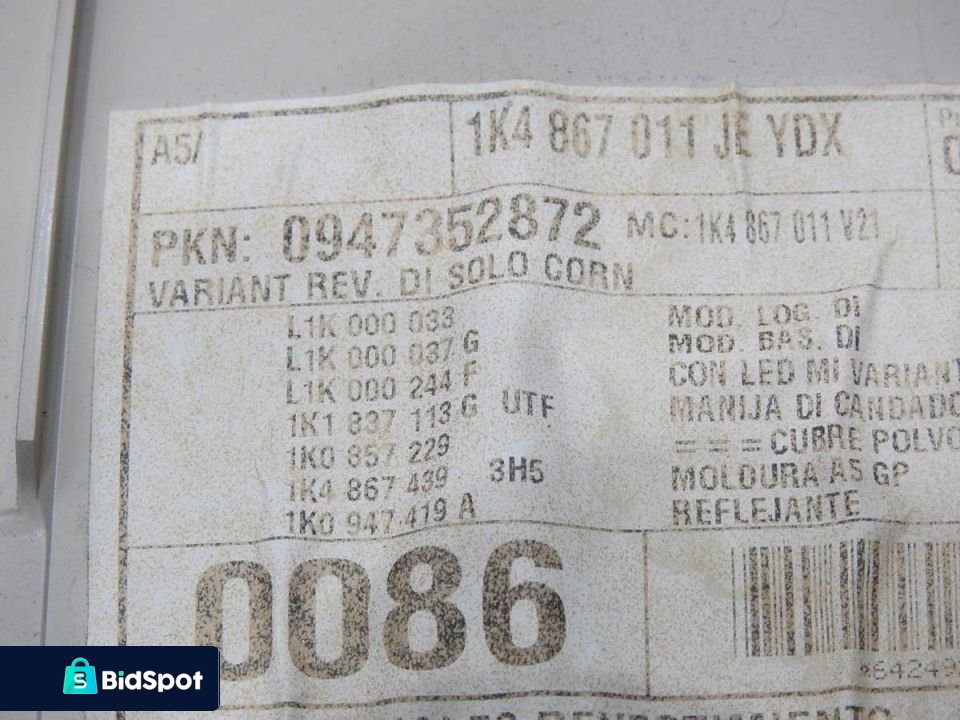 A5/
1K4 867 011 JE YDX
PKN: 0947352872 MC: 1K4 867 011 V21
VARIANT REV. DI SOLO CORN
L1K 000 033 MOD. LOG. DI
L1K 000 037 G MOD. BAS. DI
L1K 000 244 F CON LED MI VARIANT
1K1 837 113 G UTF MANIJA DI CANDADO
1K0 867 229 = = = CUBRE POLVO
1K4 867 439 3H5 MOLDURA A5 GP
1K0 947 419 A REFLEJANTE
0086
BidSpot